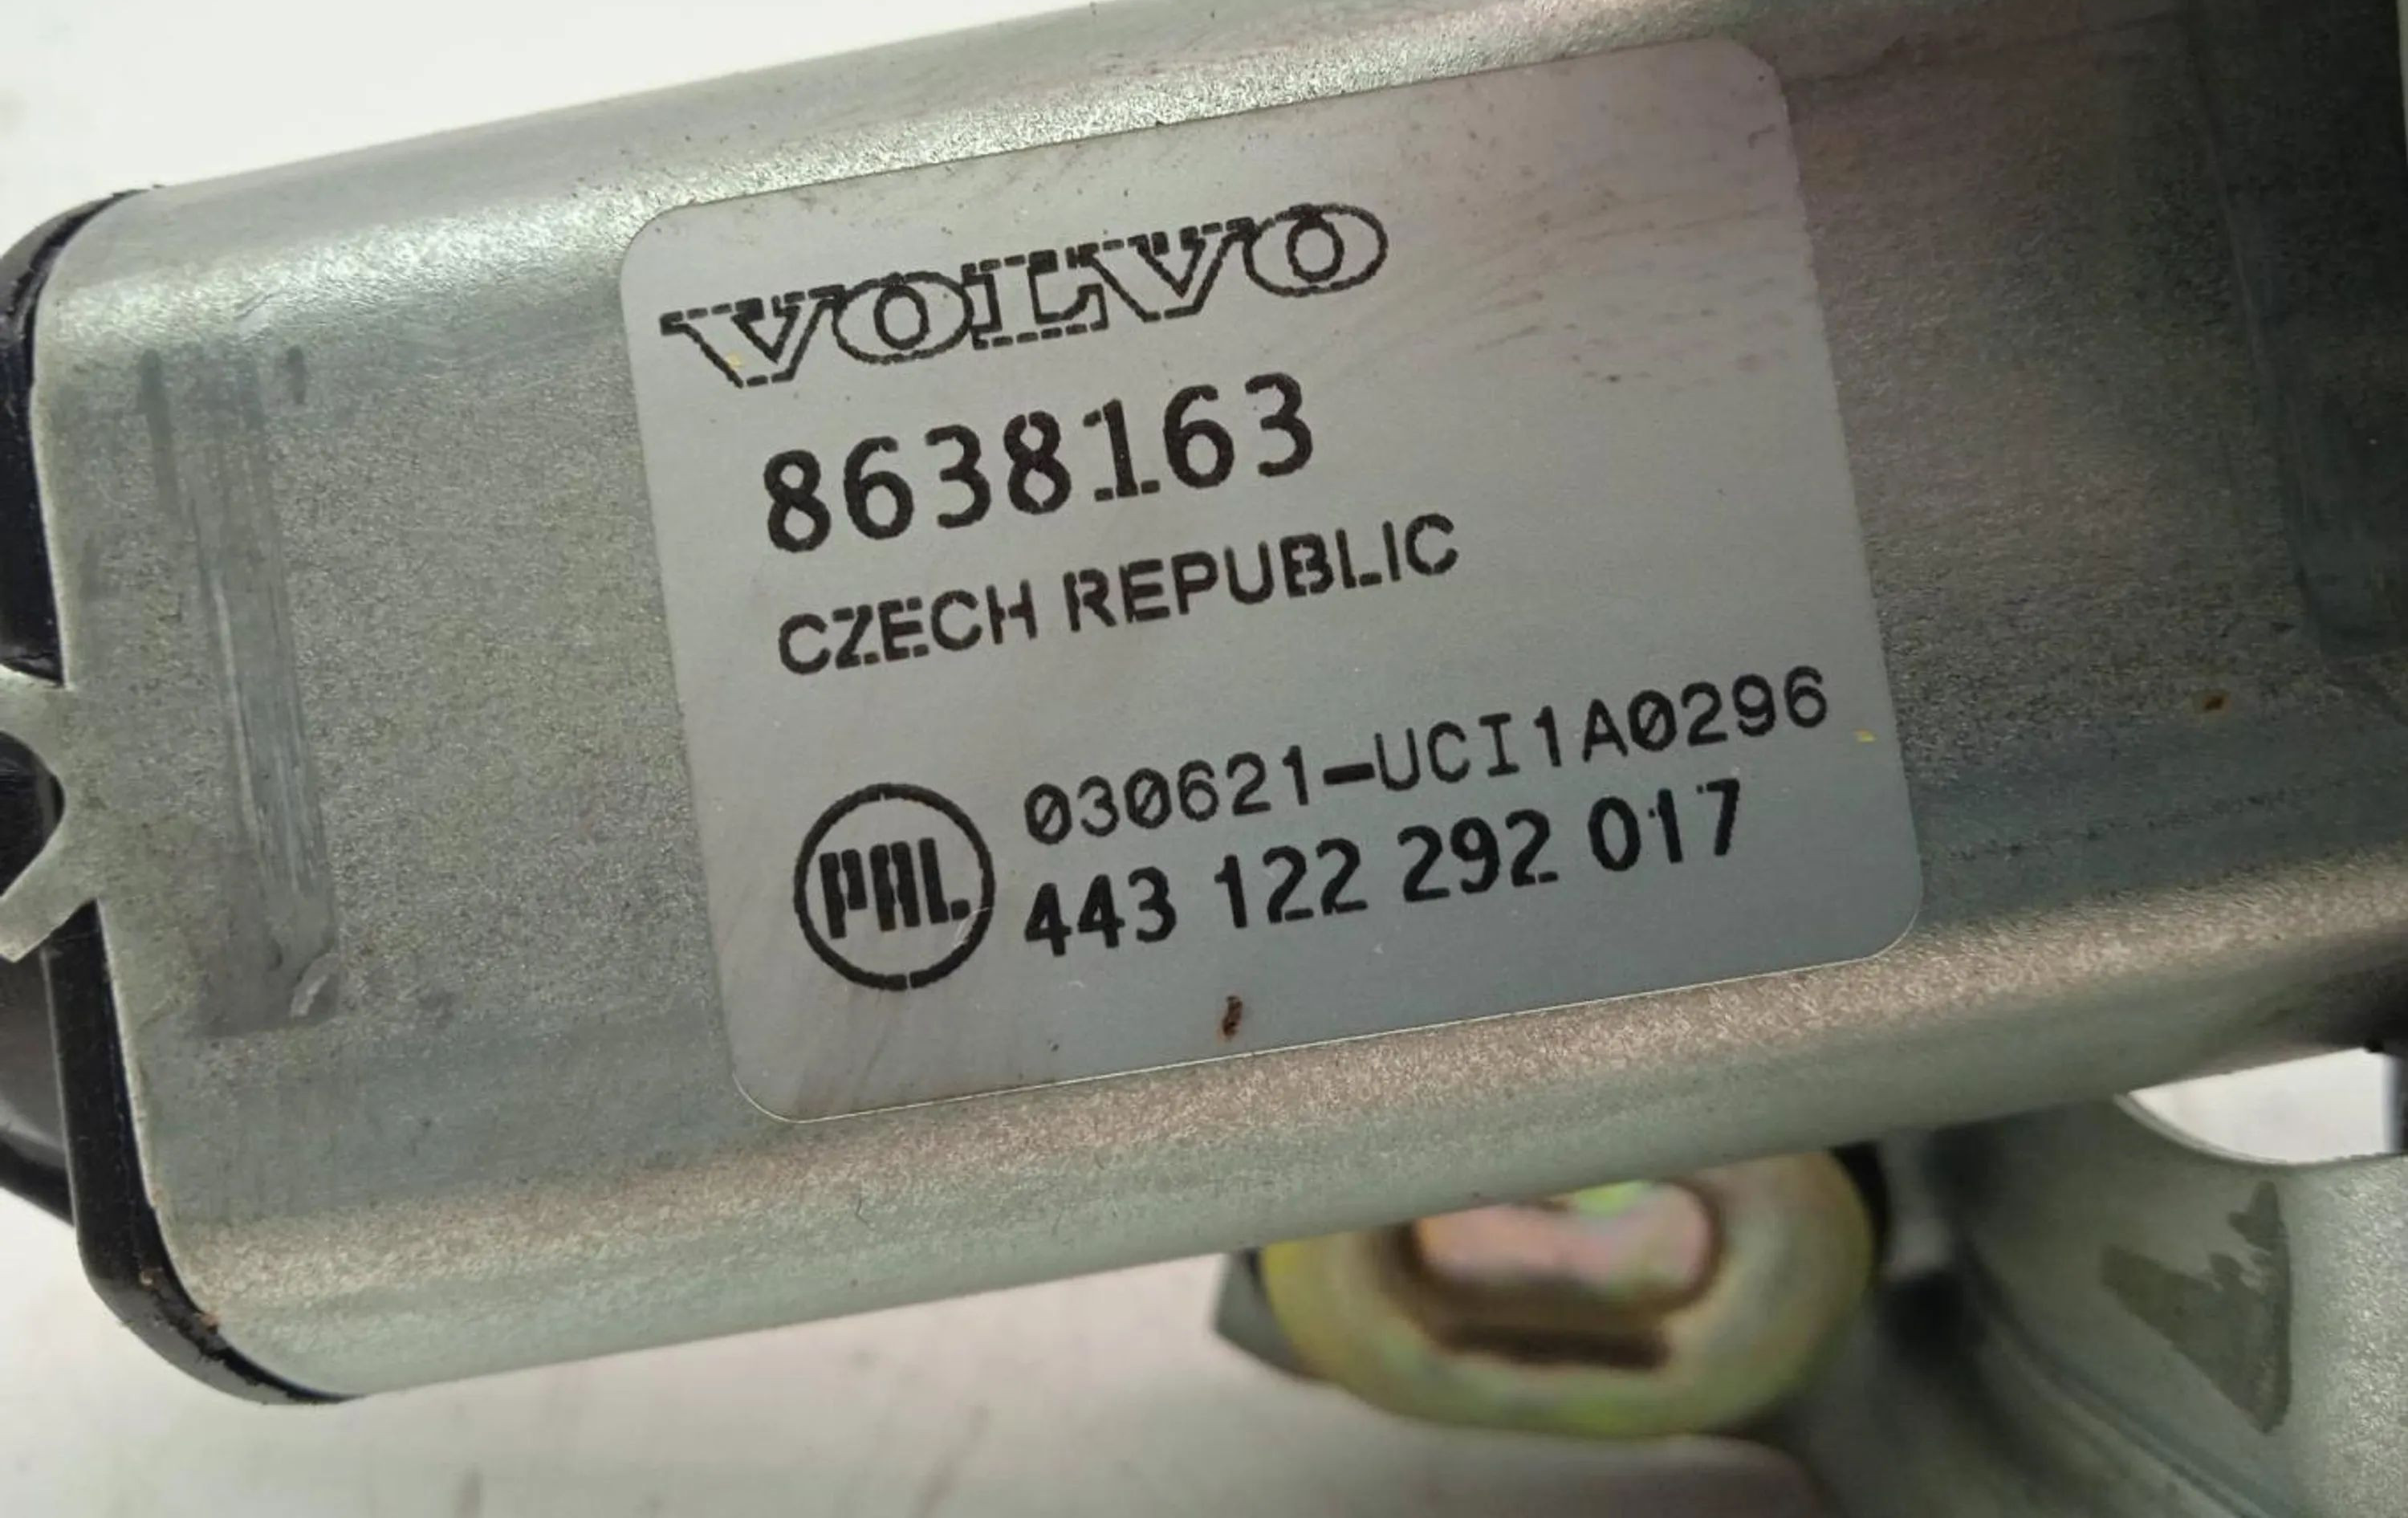 VOLVO
8638163
CZECH REPUBLIC
030621-UCI1A0296
PAL
443 122 292 017